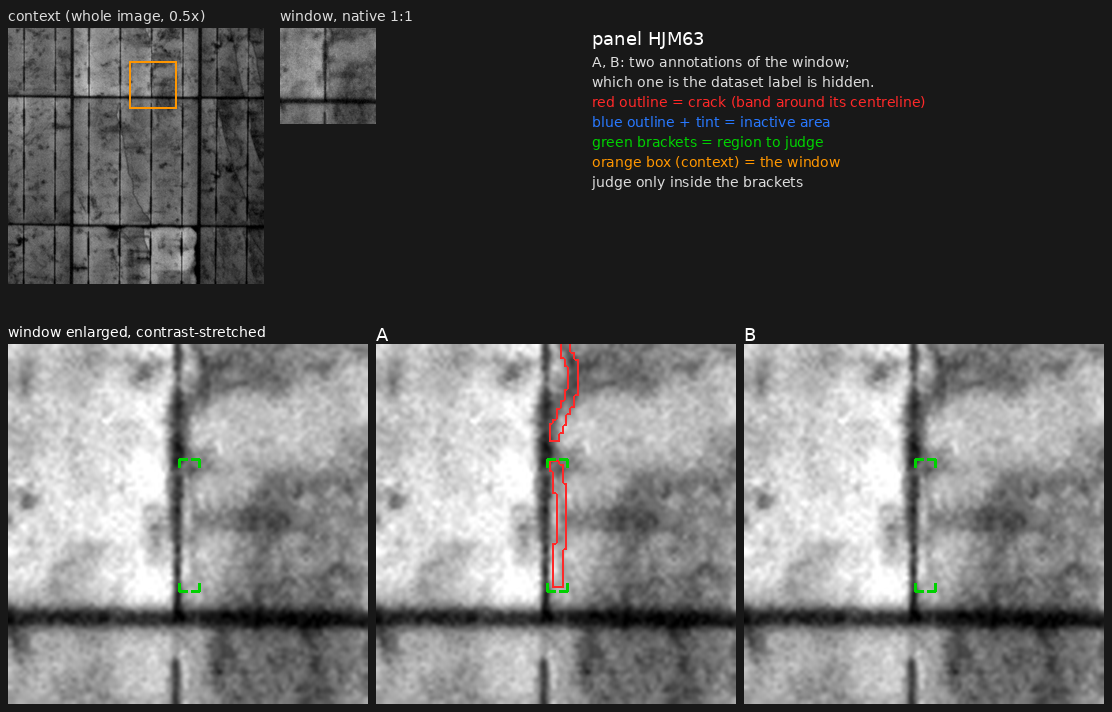 context (whole image, 0.5x)
window, native 1:1
panel HJM63
A, B: two annotations of the window;
which one is the dataset label is hidden.
red outline = crack (band around its centreline)
blue outline + tint = inactive area
green brackets = region to judge
orange box (context) = the window
judge only inside the brackets
window enlarged, contrast-stretched
A
B